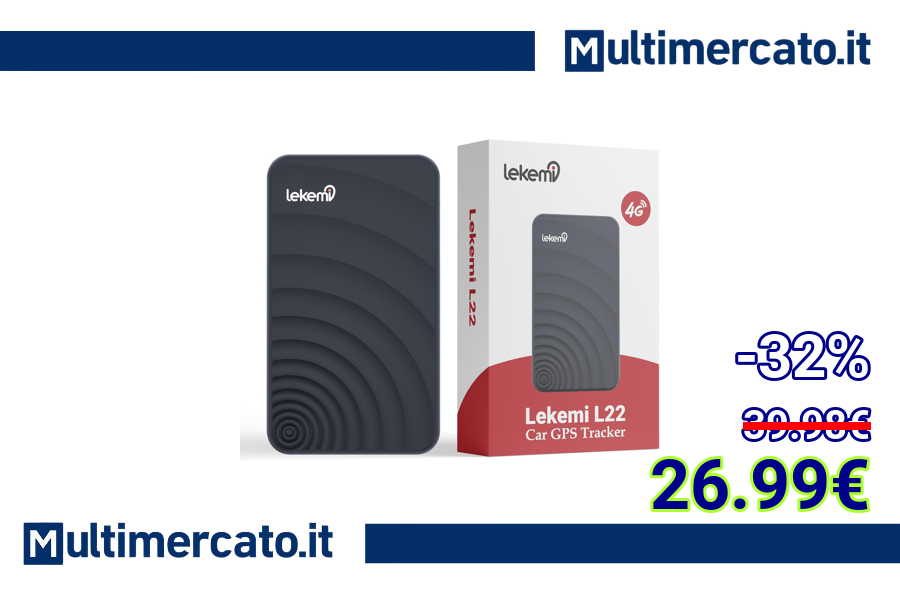 Multimercato.it
lekemi
lekemi
4G
Lekemi L22
lekemi
Lekemi L22
Car GPS Tracker
-32%
39.98€
26.99€
Multimercato.it